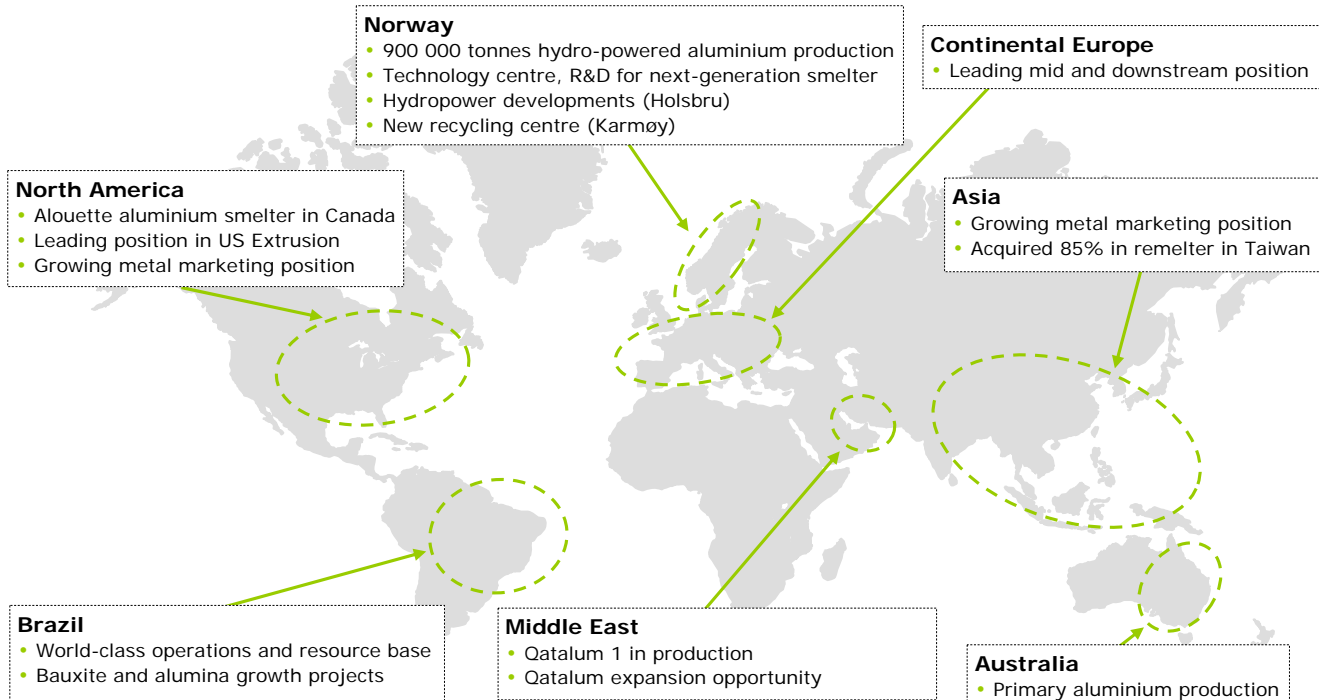 Norway
• 900 000 tonnes hydro-powered aluminium production
• Technology centre, R&D for next-generation smelter
• Hydropower developments (Holsbru)
• New recycling centre (Karmøy)
Continental Europe
• Leading mid and downstream position
North America
• Alouette aluminium smelter in Canada
• Leading position in US Extrusion
• Growing metal marketing position
Asia
• Growing metal marketing position
• Acquired 85% in remelter in Taiwan
Brazil
• World-class operations and resource base
• Bauxite and alumina growth projects
Middle East
• Qatalum 1 in production
• Qatalum expansion opportunity
Australia
• Primary aluminium production